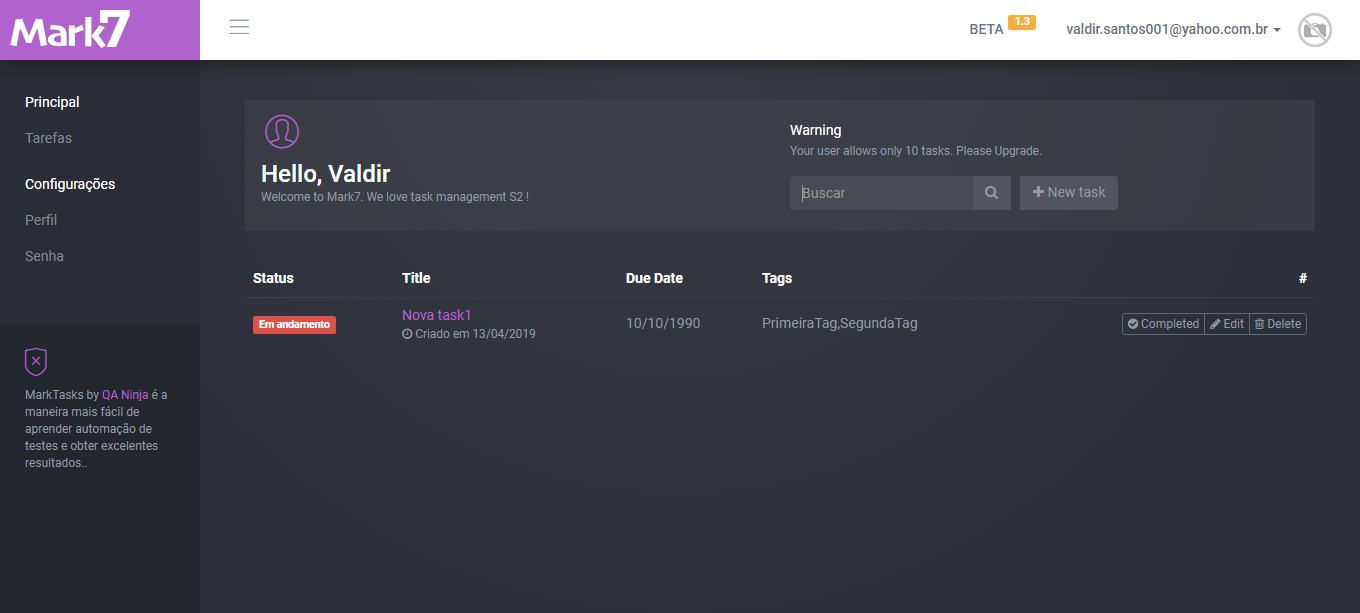 Mark7
BETA 1.3
valdir.santos001@yahoo.com.br
Principal
Tarefas
Configurações
Perfil
Senha
MarkTasks by QA Ninja é a
maneira mais fácil de
aprender automação de
testes e obter excelentes
resultados..
Hello, Valdir
Welcome to Mark7. We love task management S2 !
Warning
Your user allows only 10 tasks. Please Upgrade.
Buscar
New task
Status Title Due Date Tags #
Em andamento
Nova task1
Criado em 13/04/2019
10/10/1990
PrimeiraTag,SegundaTag
Completed Edit Delete